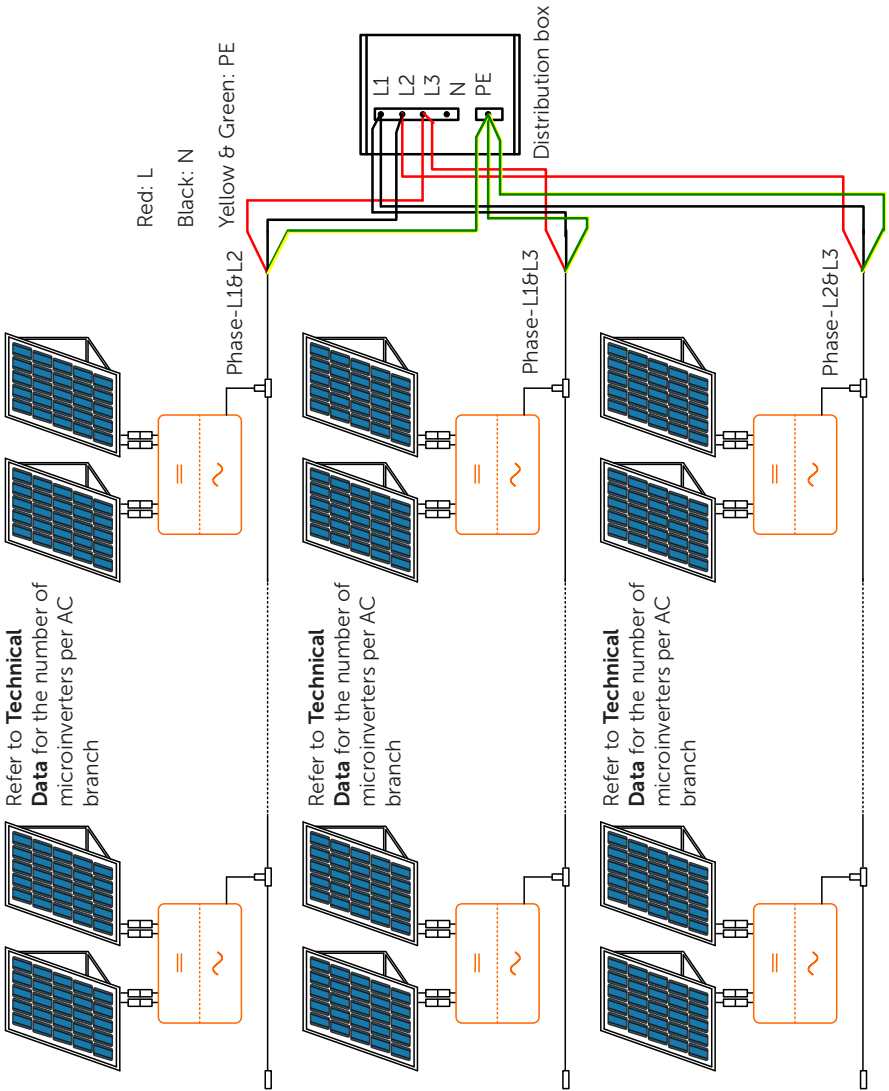 Red: L
Black: N
Yellow & Green: PE
L1
L2
L3
N
PE
Distribution box
Phase-L1&L2
Refer to Technical
Data for the number of
microinverters per AC
branch
Phase-L1&L3
Refer to Technical
Data for the number of
microinverters per AC
branch
Phase-L2&L3
Refer to Technical
Data for the number of
microinverters per AC
branch